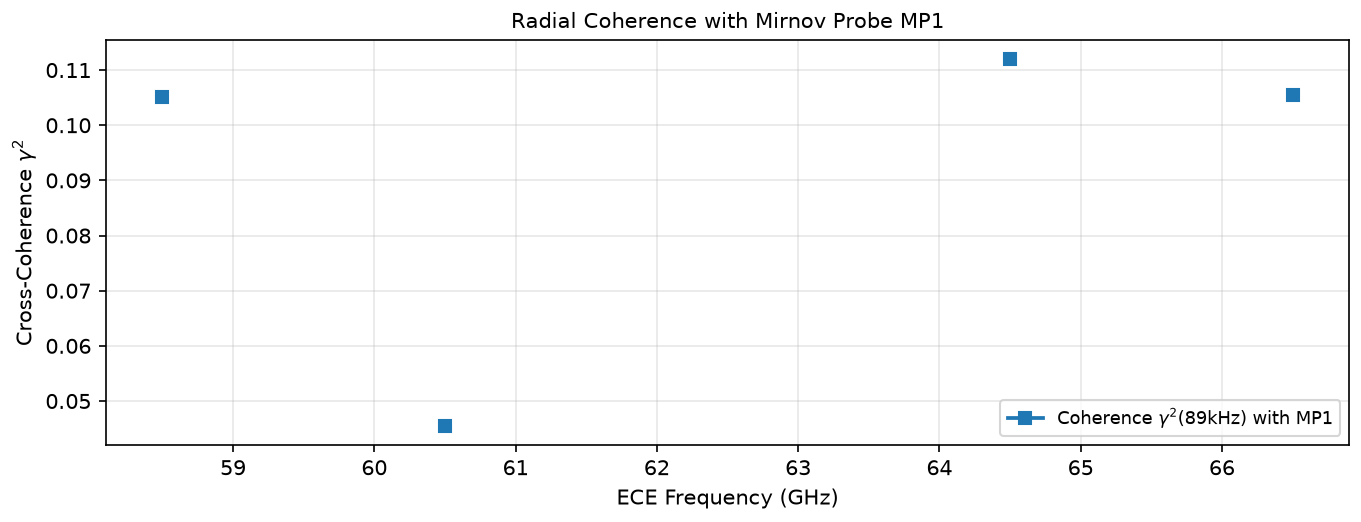 Radial Coherence with Mirnov Probe MP1
Cross-Coherence γ²
0.11
0.10
0.09
0.08
0.07
0.06
0.05
Coherence γ²(89kHz) with MP1
59 60 61 62 63 64 65 66
ECE Frequency (GHz)